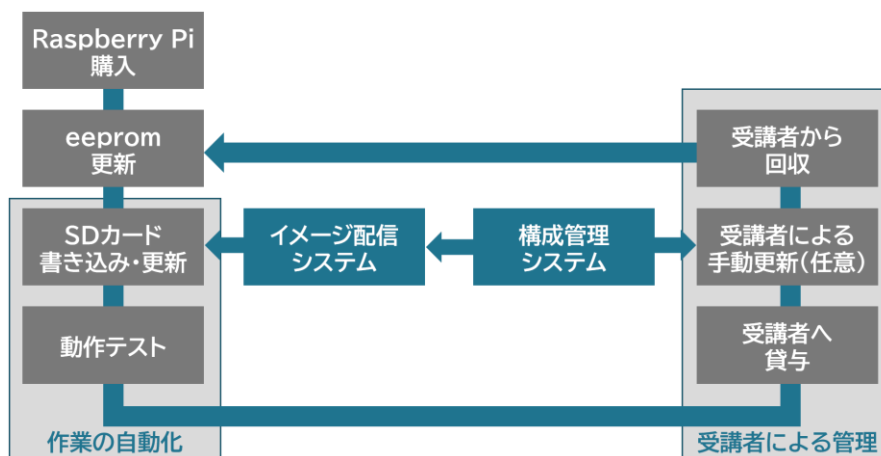 Raspberry Pi
購入
eeprom
更新
受講者から
回収
SDカード
書き込み・更新
イメージ配信
システム
構成管理
システム
受講者による
手動更新(任意)
動作テスト
受講者へ
貸与
作業の自動化
受講者による管理